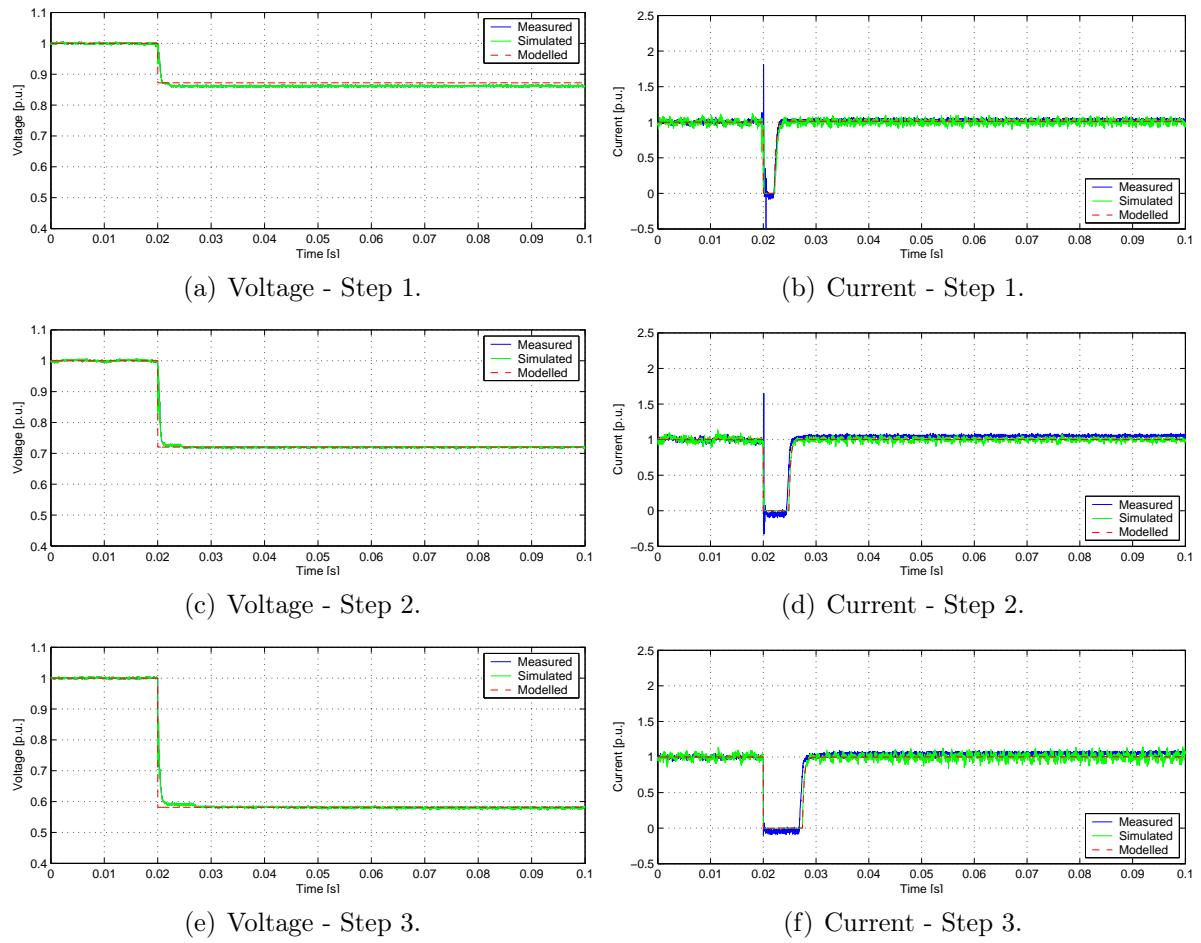 1.1
1
0.9
0.8
0.7
0.6
0.5
0.4
Voltage [p.u.]
Measured
Simulated
Modelled
0 0.01 0.02 0.03 0.04 0.05 0.06 0.07 0.08 0.09 0.1
Time [s]
(a) Voltage - Step 1.
2.5
2
1.5
1
0.5
0
−0.5
Current [p.u.]
Measured
Simulated
Modelled
0 0.01 0.02 0.03 0.04 0.05 0.06 0.07 0.08 0.09 0.1
Time [s]
(b) Current - Step 1.
1.1
1
0.9
0.8
0.7
0.6
0.5
0.4
Voltage [p.u.]
Measured
Simulated
Modelled
0 0.01 0.02 0.03 0.04 0.05 0.06 0.07 0.08 0.09 0.1
Time [s]
(c) Voltage - Step 2.
2.5
2
1.5
1
0.5
0
−0.5
Current [p.u.]
Measured
Simulated
Modelled
0 0.01 0.02 0.03 0.04 0.05 0.06 0.07 0.08 0.09 0.1
Time [s]
(d) Current - Step 2.
1.1
1
0.9
0.8
0.7
0.6
0.5
0.4
Voltage [p.u.]
Measured
Simulated
Modelled
0 0.01 0.02 0.03 0.04 0.05 0.06 0.07 0.08 0.09 0.1
Time [s]
(e) Voltage - Step 3.
2.5
2
1.5
1
0.5
0
−0.5
Current [p.u.]
Measured
Simulated
Modelled
0 0.01 0.02 0.03 0.04 0.05 0.06 0.07 0.08 0.09 0.1
Time [s]
(f) Current - Step 3.